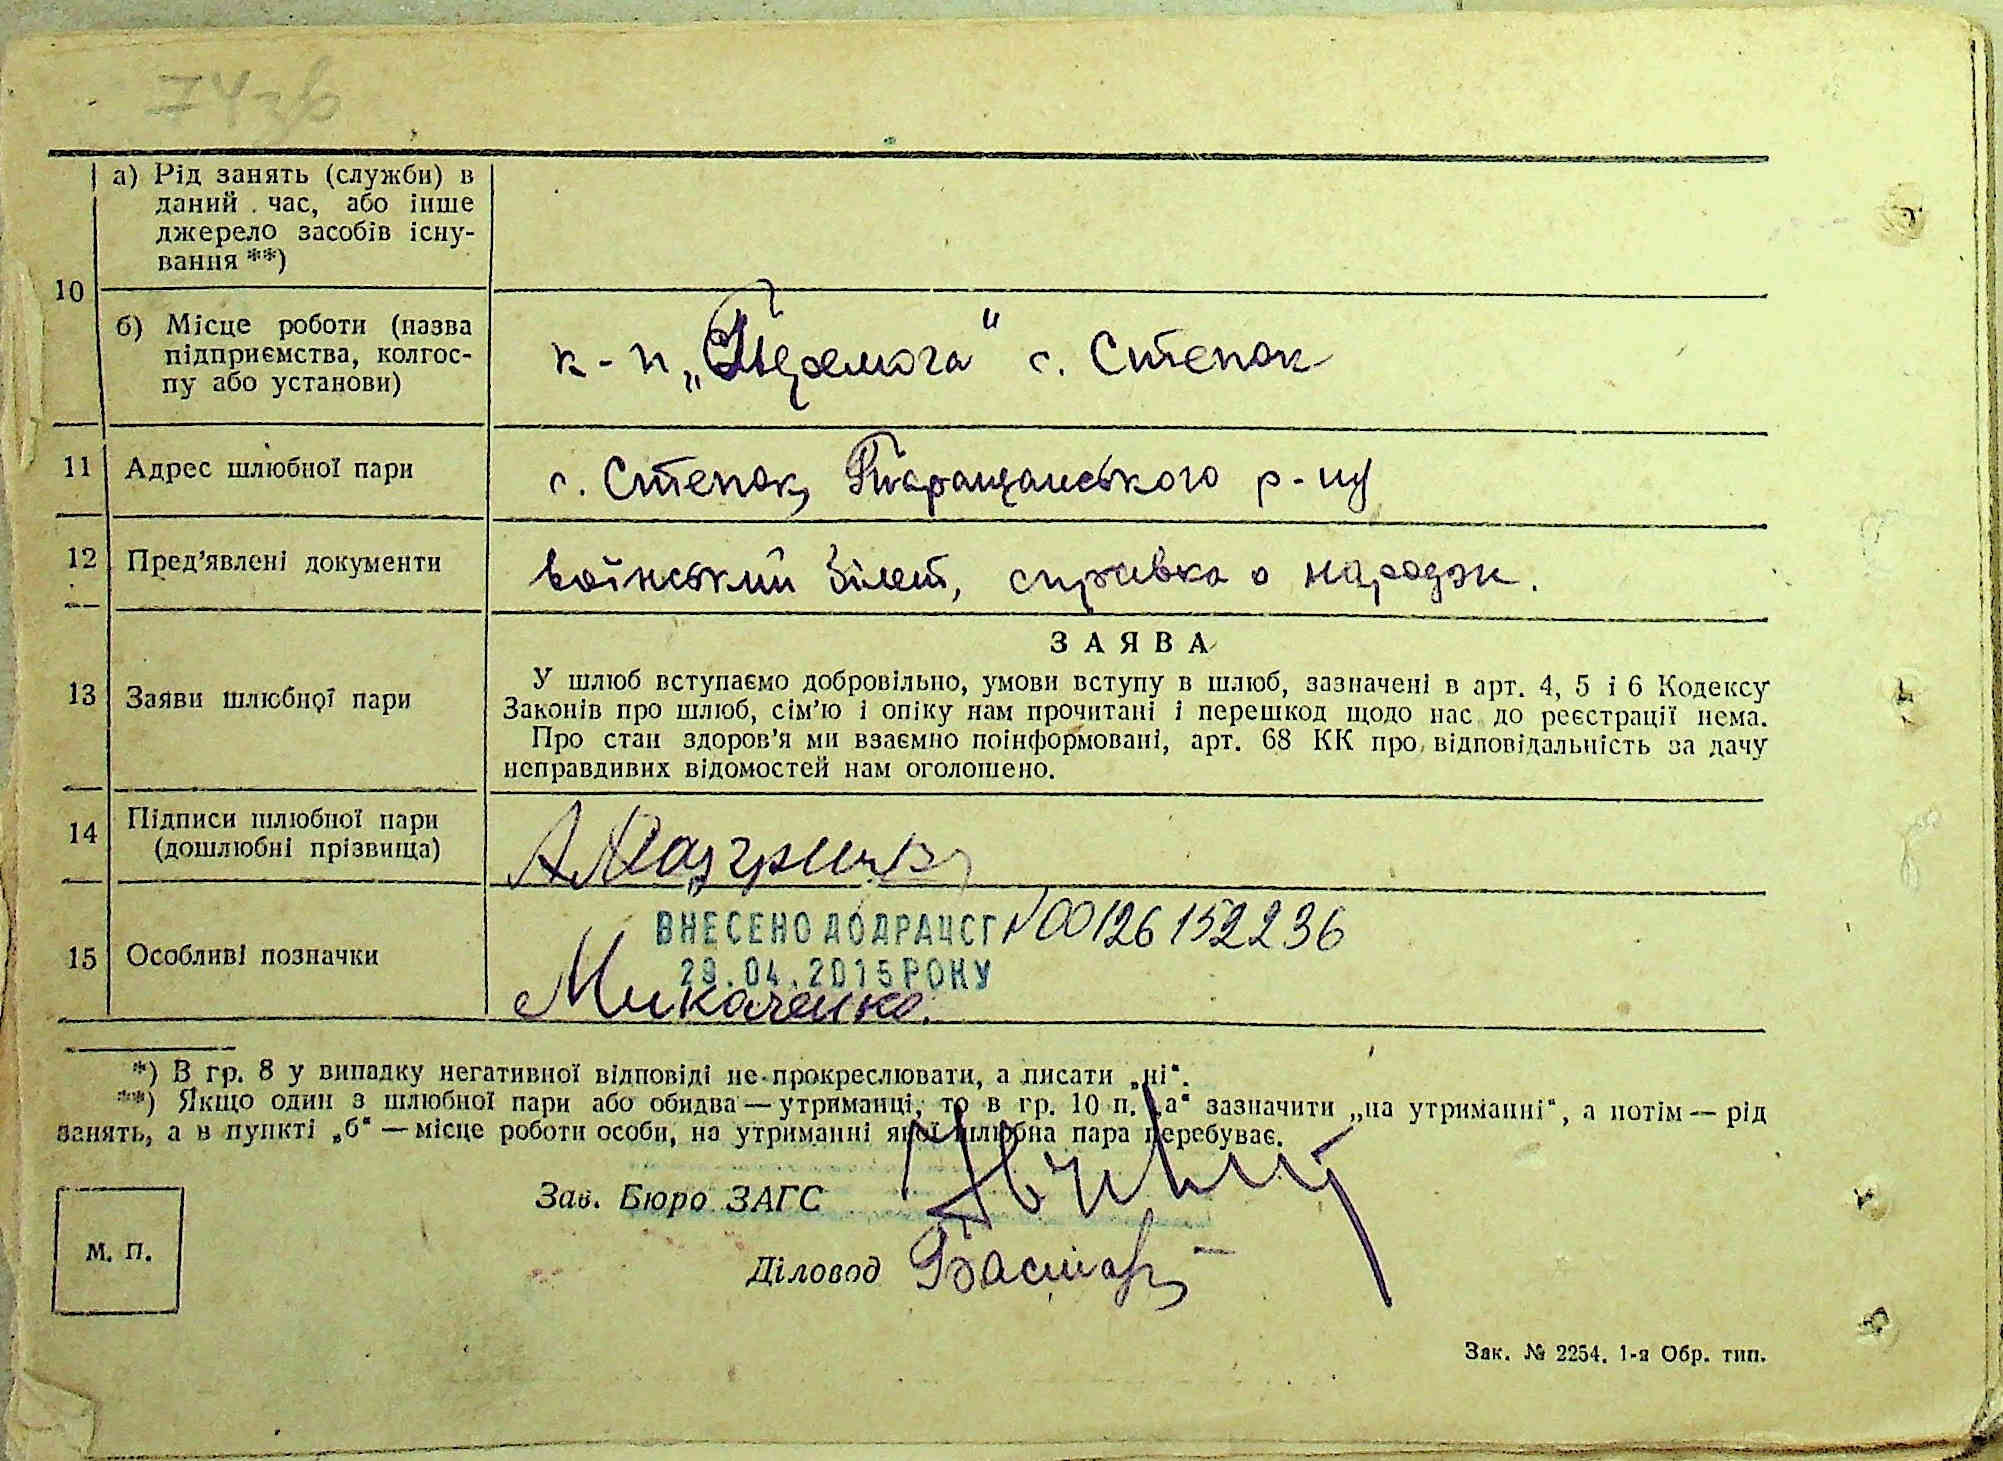 74зв
10
а) Рід занять (служби) в
даний час, або інше
джерело засобів існу-
вання **)
б) Місце роботи (назва
підприємства, колгос-
пу або установи)
к-п „Перемога“ с. Степок
11 Адрес шлюбної пари
с. Степок, Таращанського р-ну
12 Пред’явлені документи
воїнський білет, справка о народж.
13 Заяви шлюбної пари
ЗАЯВА
У шлюб вступаємо добровільно, умови вступу в шлюб, зазначені в арт. 4, 5 і 6 Кодексу
Законів про шлюб, сім’ю і опіку нам прочитані і перешкод щодо нас до реєстрації нема.
Про стан здоров’я ми взаємно поінформовані, арт. 68 КК про відповідальність за дачу
неправдивих відомостей нам оголошено.
14 Підписи шлюбної пари
(дошлюбні прізвища)
15 Особливі позначки
ВНЕСЕНО ДО ДРАЦСГ №00126152236
29.04.2015 РОКУ
*) В гр. 8 у випадку негативної відповіді не прокреслювати, а писати „ні“.
**) Якщо один з шлюбної пари або обидва — утриманці, то в гр. 10 п. „а“ зазначити „на утриманні“, а потім — рід
занять, а в пункті „б“ — місце роботи особи, на утриманні якої шлюбна пара перебуває.
Зав. Бюро ЗАГС
М. П.
Діловод
Зак. № 2254. 1-а Обр. тип.